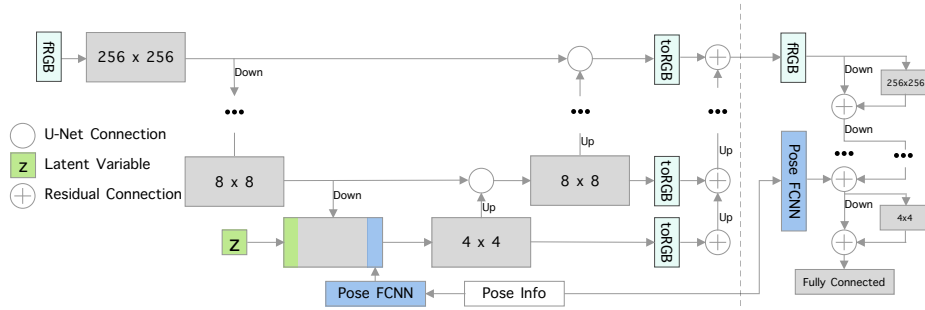 fRGB
256 x 256
toRGB
fRGB
Down
Down
256x256
•••
•••
•••
Down
U-Net Connection
z
Latent Variable
Residual Connection
Up
Up
8 x 8
8 x 8
toRGB
Pose FCNN
•••
•••
Down
Up
Up
Down
z
4 x 4
toRGB
4x4
Pose FCNN
Pose Info
Fully Connected